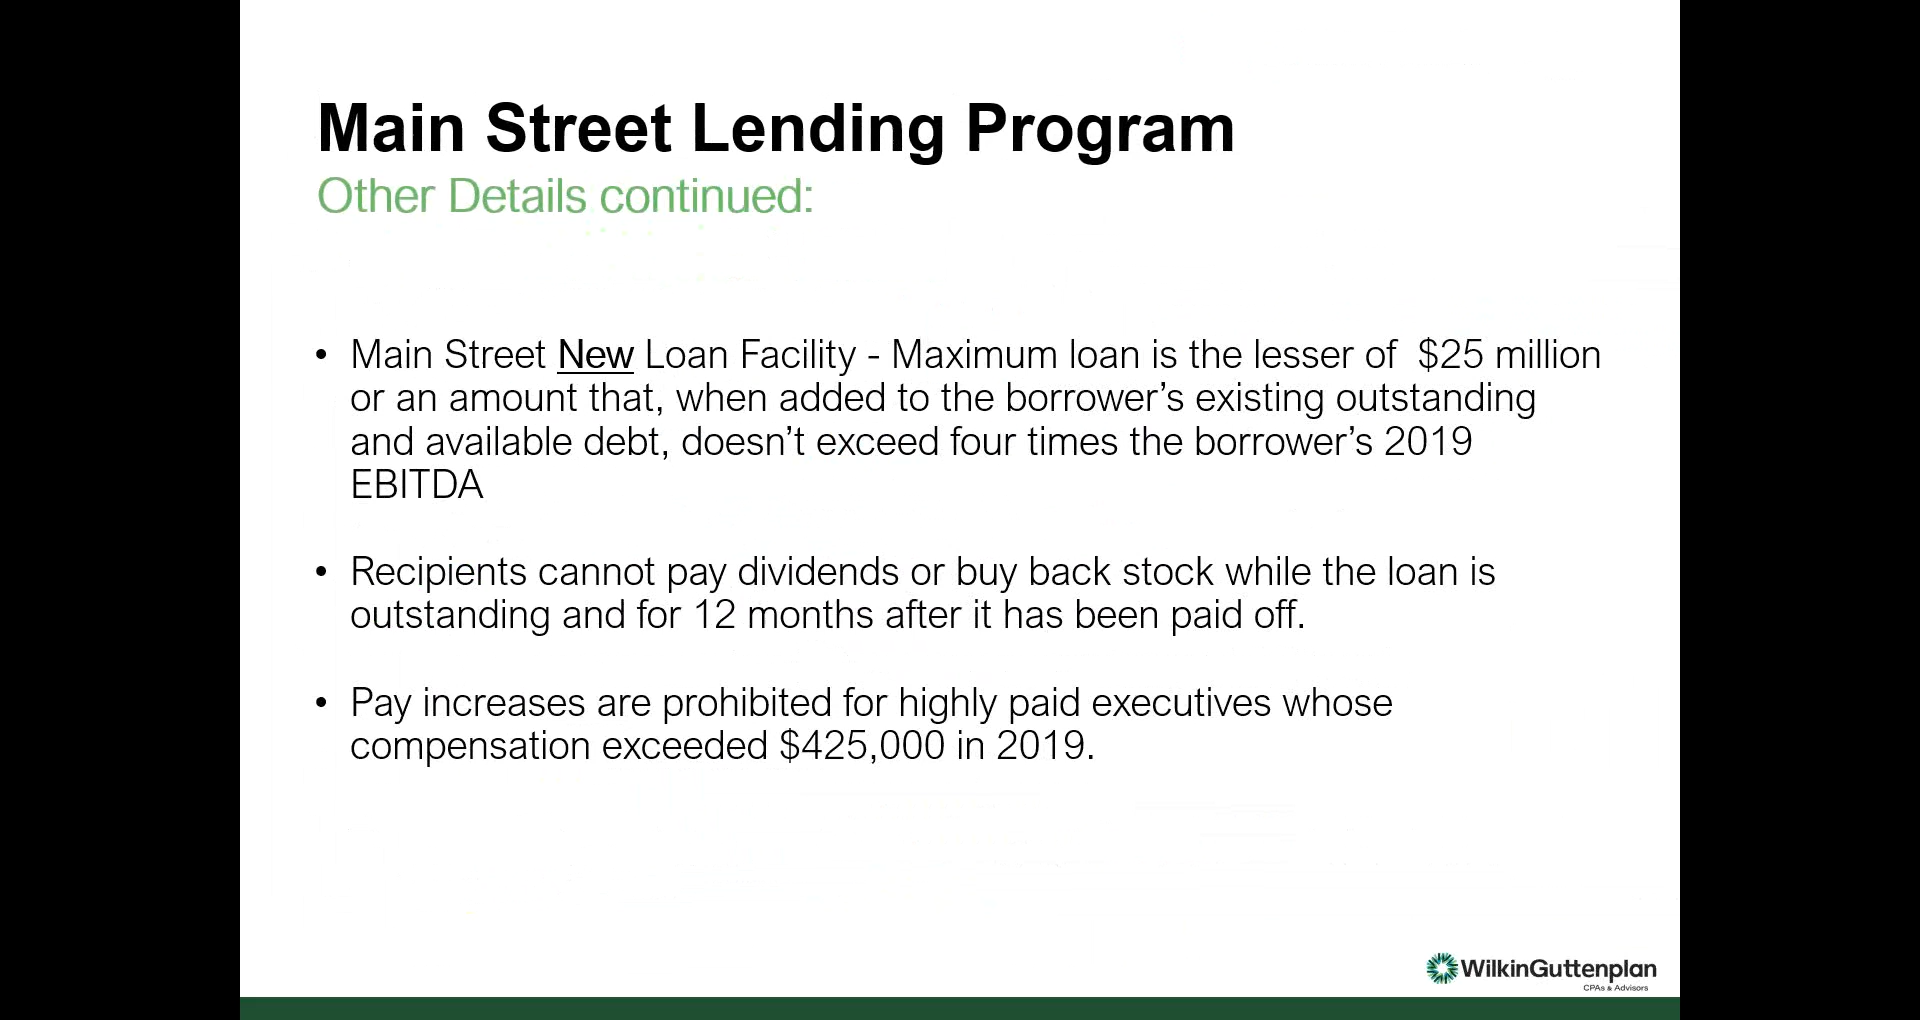 Main Street Lending Program
Other Details continued:
• Main Street New Loan Facility - Maximum loan is the lesser of  $25 million
or an amount that, when added to the borrower’s existing outstanding
and available debt, doesn’t exceed four times the borrower’s 2019
EBITDA
• Recipients cannot pay dividends or buy back stock while the loan is
outstanding and for 12 months after it has been paid off.
• Pay increases are prohibited for highly paid executives whose
compensation exceeded $425,000 in 2019.
WilkinGuttenplan
CPAs & Advisors